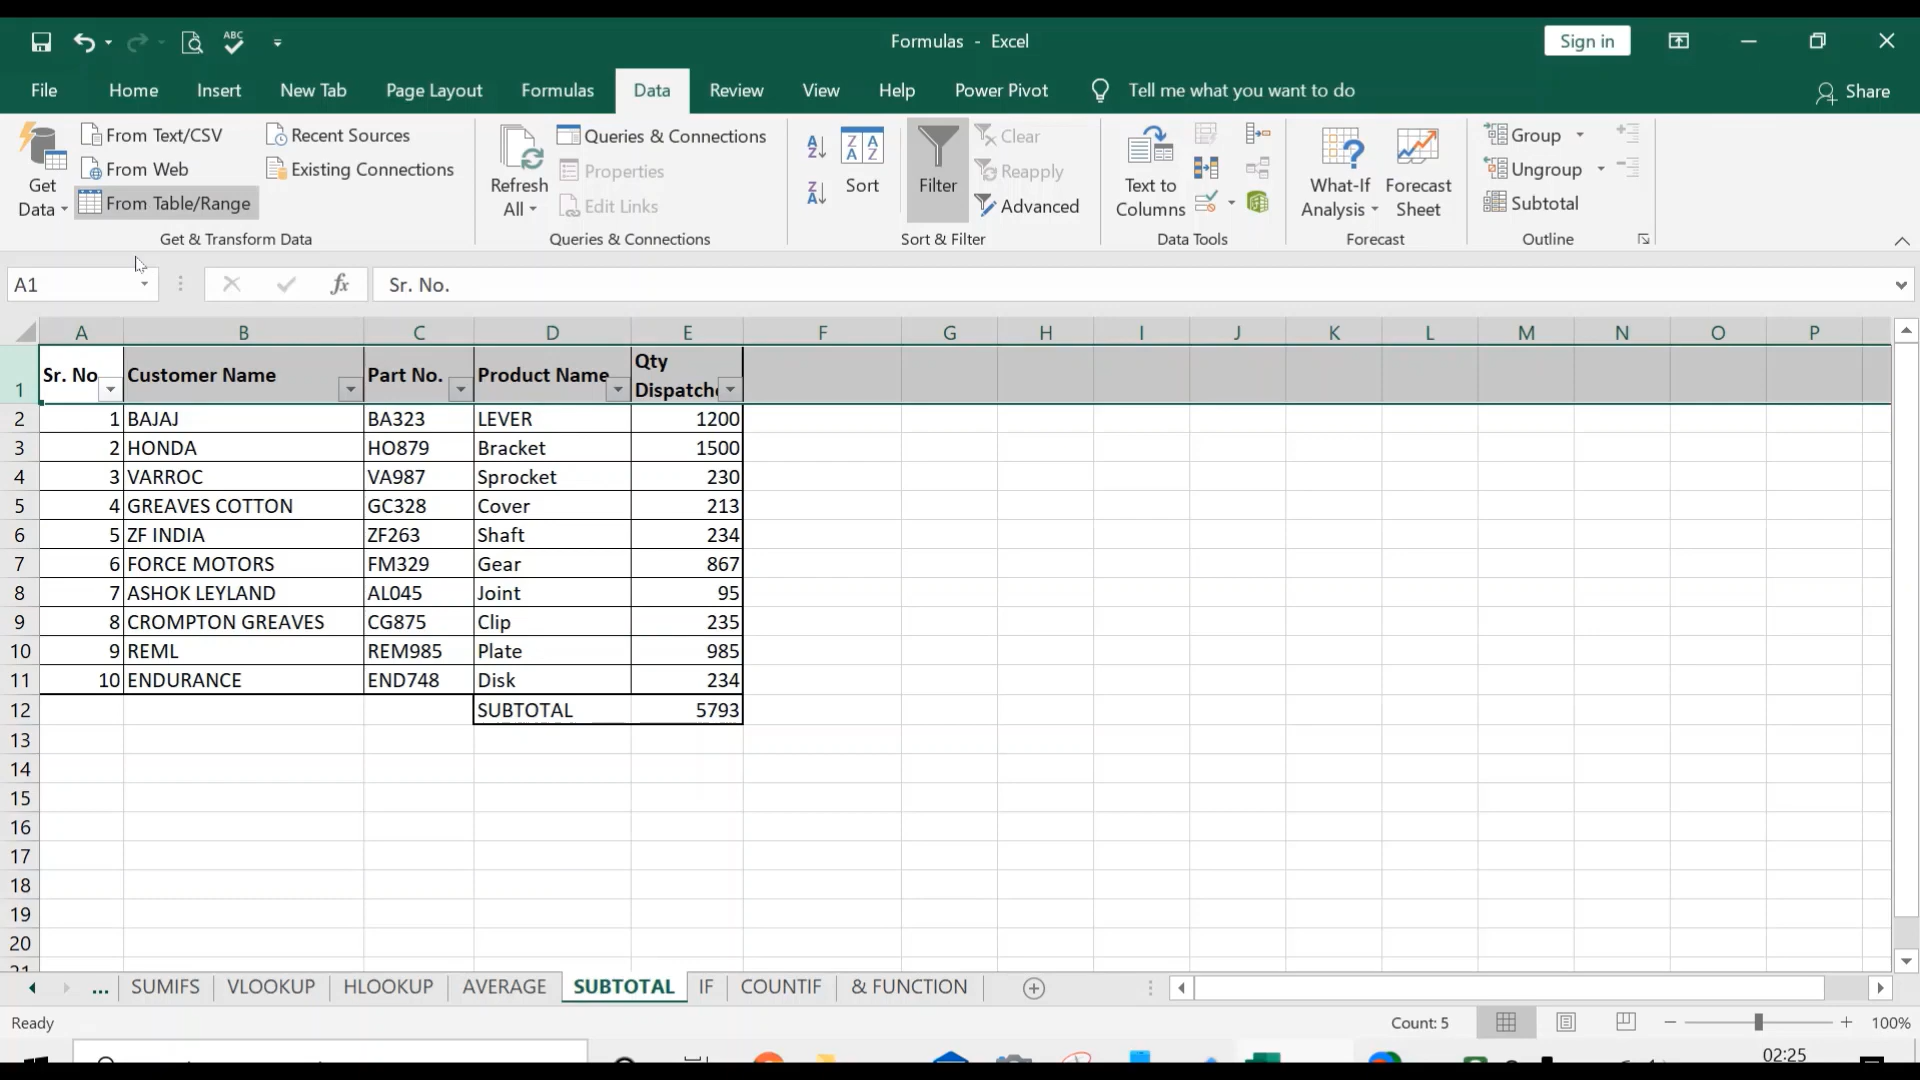 ABC
Formulas - Excel
Sign in
File Home Insert New Tab Page Layout Formulas Data Review View Help Power Pivot Tell me what you want to do Share
Get Data
From Text/CSV
From Web
From Table/Range
Recent Sources
Existing Connections
Get & Transform Data
Refresh All
Queries & Connections
Properties
Edit Links
Queries & Connections
Sort
Filter
Clear
Reapply
Advanced
Sort & Filter
Text to Columns
Data Tools
What-If Analysis
Forecast Sheet
Forecast
Group
Ungroup
Subtotal
Outline
A1 fx Sr. No.
A B C D E F G H I J K L M N O P
1 Sr. No Customer Name Part No. Product Name Qty Dispatche
2 1 BAJAJ BA323 LEVER 1200
3 2 HONDA HO879 Bracket 1500
4 3 VARROC VA987 Sprocket 230
5 4 GREAVES COTTON GC328 Cover 213
6 5 ZF INDIA ZF263 Shaft 234
7 6 FORCE MOTORS FM329 Gear 867
8 7 ASHOK LEYLAND AL045 Joint 95
9 8 CROMPTON GREAVES CG875 Clip 235
10 9 REML REM985 Plate 985
11 10 ENDURANCE END748 Disk 234
12 SUBTOTAL 5793
13
14
15
16
17
18
19
20
21
... SUMIFS VLOOKUP HLOOKUP AVERAGE SUBTOTAL IF COUNTIF & FUNCTION
Ready Count: 5 100%
02:25